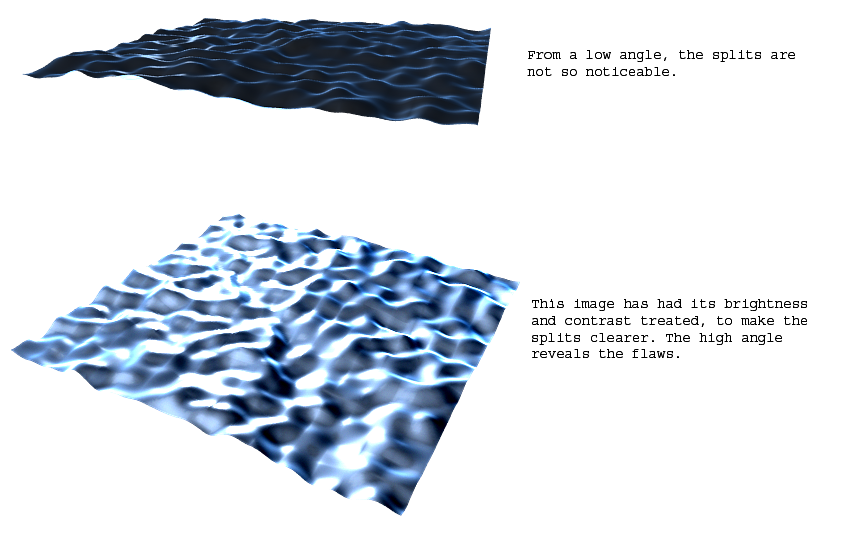 From a low angle, the splits are
not so noticeable.
This image has had its brightness
and contrast treated, to make the
splits clearer. The high angle
reveals the flaws.